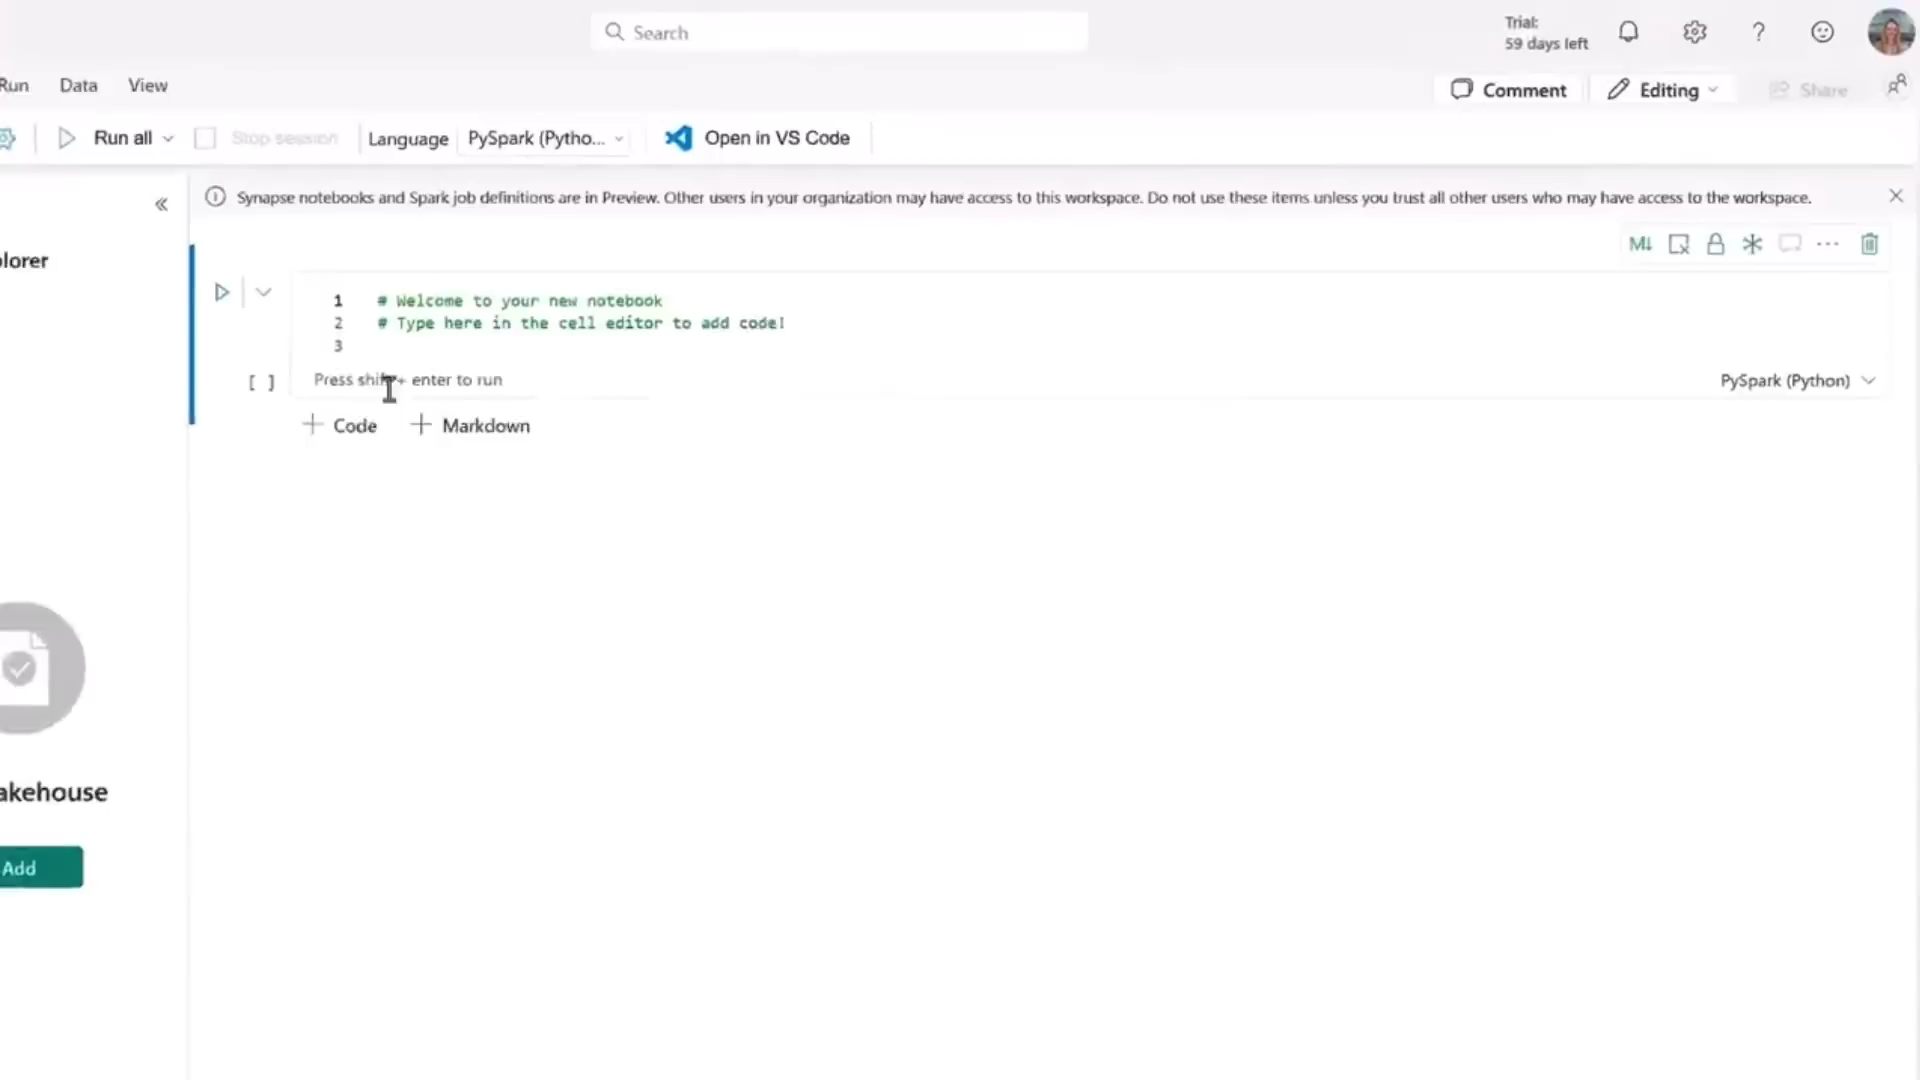 Search
Trial:
59 days left
?
Run Data View
Comment Editing Share
Run all Stop session Language PySpark (Pytho... Open in VS Code
Synapse notebooks and Spark job definitions are in Preview. Other users in your organization may have access to this workspace. Do not use these items unless you trust all other users who may have access to the workspace.
lorer
M↓
1 # Welcome to your new notebook
2 # Type here in the cell editor to add code!
3
[ ] Press shift + enter to run PySpark (Python)
+ Code + Markdown
akehouse
Add